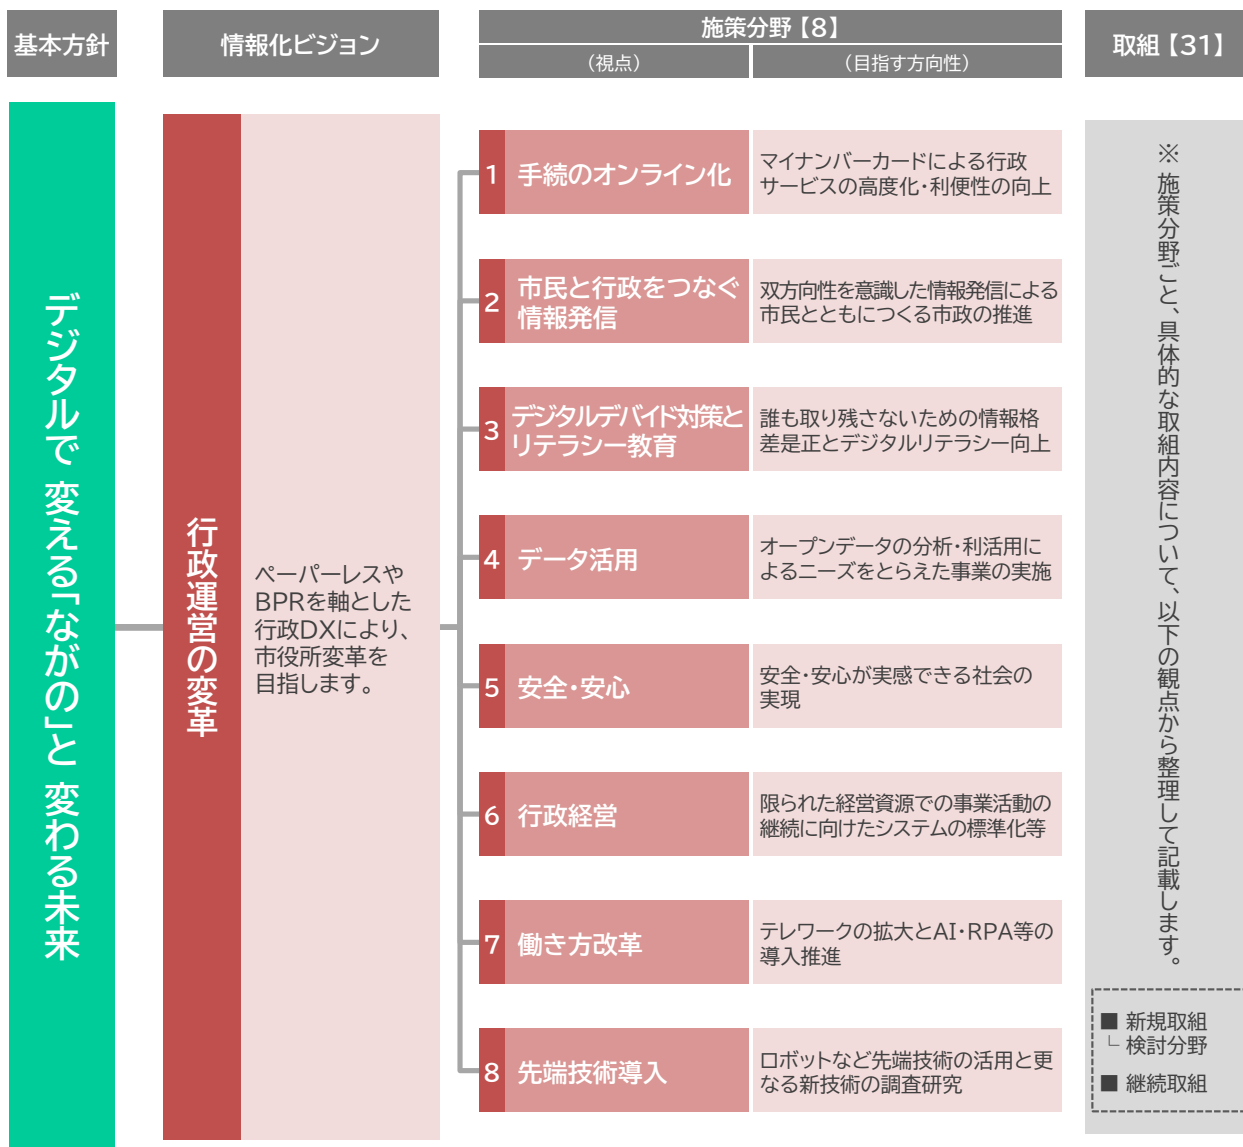 基本方針
情報化ビジョン
施策分野【8】
（視点）
（目指す方向性）
取組【31】
デジタルで 変える「ながの」と 変わる未来
行政運営の変革
ペーパーレスや
BPRを軸とした
行政DXにより、
市役所変革を
目指します。
1 手続のオンライン化
マイナンバーカードによる行政
サービスの高度化・利便性の向上
2 市民と行政をつなぐ
情報発信
双方向性を意識した情報発信による
市民とともにつくる市政の推進
3 デジタルデバイド対策と
リテラシー教育
誰も取り残さないための情報格
差是正とデジタルリテラシー向上
4 データ活用
オープンデータの分析・利活用に
よるニーズをとらえた事業の実施
5 安全・安心
安全・安心が実感できる社会の
実現
6 行政経営
限られた経営資源での事業活動の
継続に向けたシステムの標準化等
7 働き方改革
テレワークの拡大とAI・RPA等の
導入推進
8 先端技術導入
ロボットなど先端技術の活用と更
なる新技術の調査研究
※ 施策分野ごと、具体的な取組内容について、以下の観点から整理して記載します。
■ 新規取組
└ 検討分野
■ 継続取組